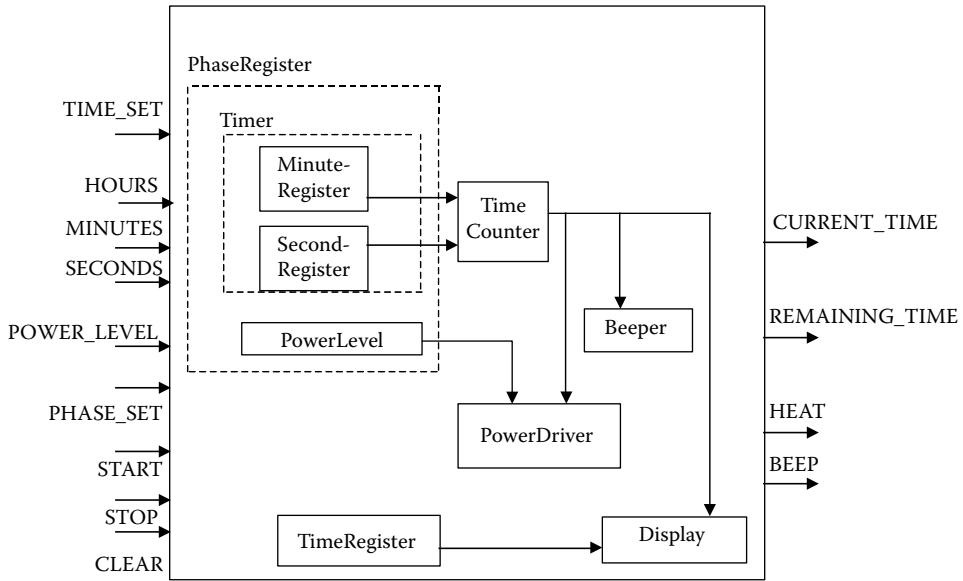 PhaseRegister
TIME_SET
Timer
Minute-
Register
HOURS
Time
Counter
MINUTES
CURRENT_TIME
Second-
Register
SECONDS
REMAINING_TIME
POWER_LEVEL
PowerLevel
Beeper
PHASE_SET
HEAT
PowerDriver
START
BEEP
STOP
TimeRegister
Display
CLEAR